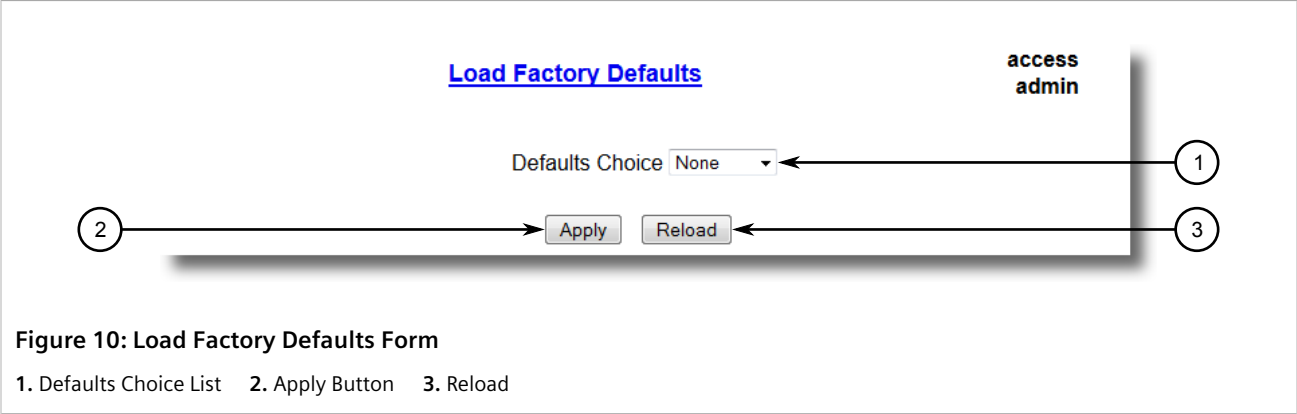 Load Factory Defaults
access
admin
Defaults Choice None
1
2
Apply Reload
3
Figure 10: Load Factory Defaults Form
1. Defaults Choice List 2. Apply Button 3. Reload